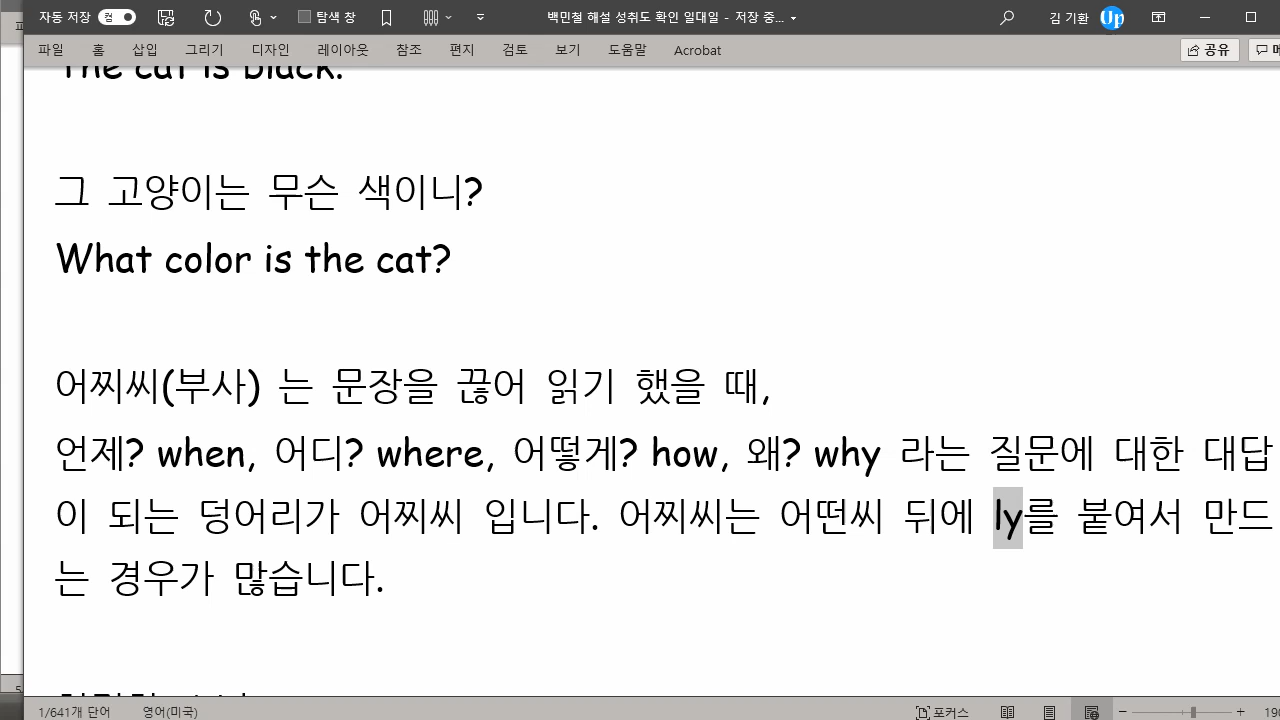 자동 저장 컴 탐색 창 백민철 해설 성취도 확인 일대일 - 저장 중... 김 기환 Up
파일 홈 삽입 그리기 디자인 레이아웃 참조 편지 검토 보기 도움말 Acrobat 공유
The cat is black.
그 고양이는 무슨 색이니?
What color is the cat?
어찌씨(부사) 는 문장을 끊어 읽기 했을 때,
언제? when, 어디? where, 어떻게? how, 왜? why 라는 질문에 대한 대답
이 되는 덩어리가 어찌씨 입니다. 어찌씨는 어떤씨 뒤에 ly를 붙여서 만드
는 경우가 많습니다.
1/641개 단어 영어(미국) 포커스